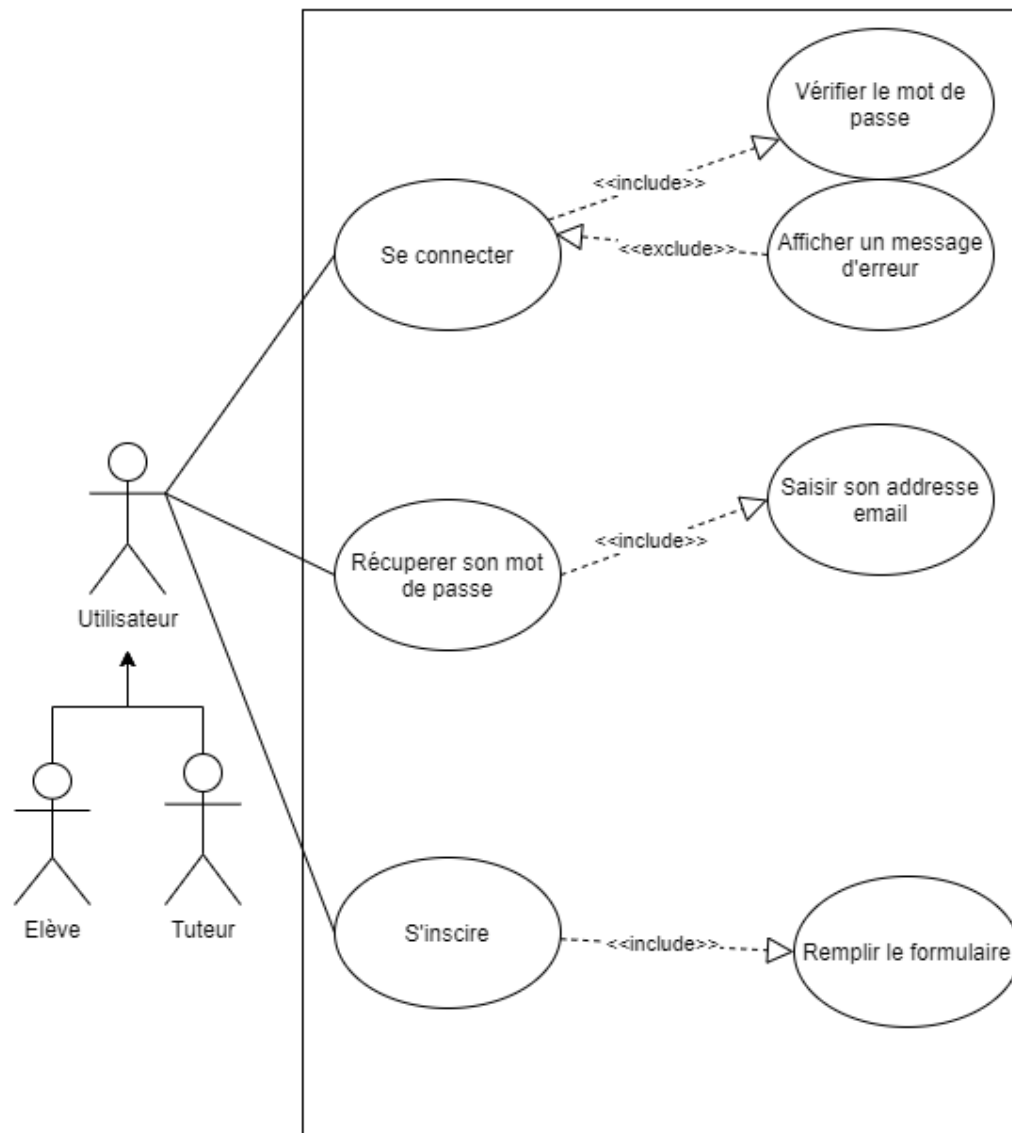 Vérifier le mot de
passe
<<include>>
Se connecter
<<exclude>>
Afficher un message
d'erreur
Saisir son addresse
email
<<include>>
Récuperer son mot
de passe
Utilisateur
Elève
Tuteur
S'inscire
<<include>>
Remplir le formulaire